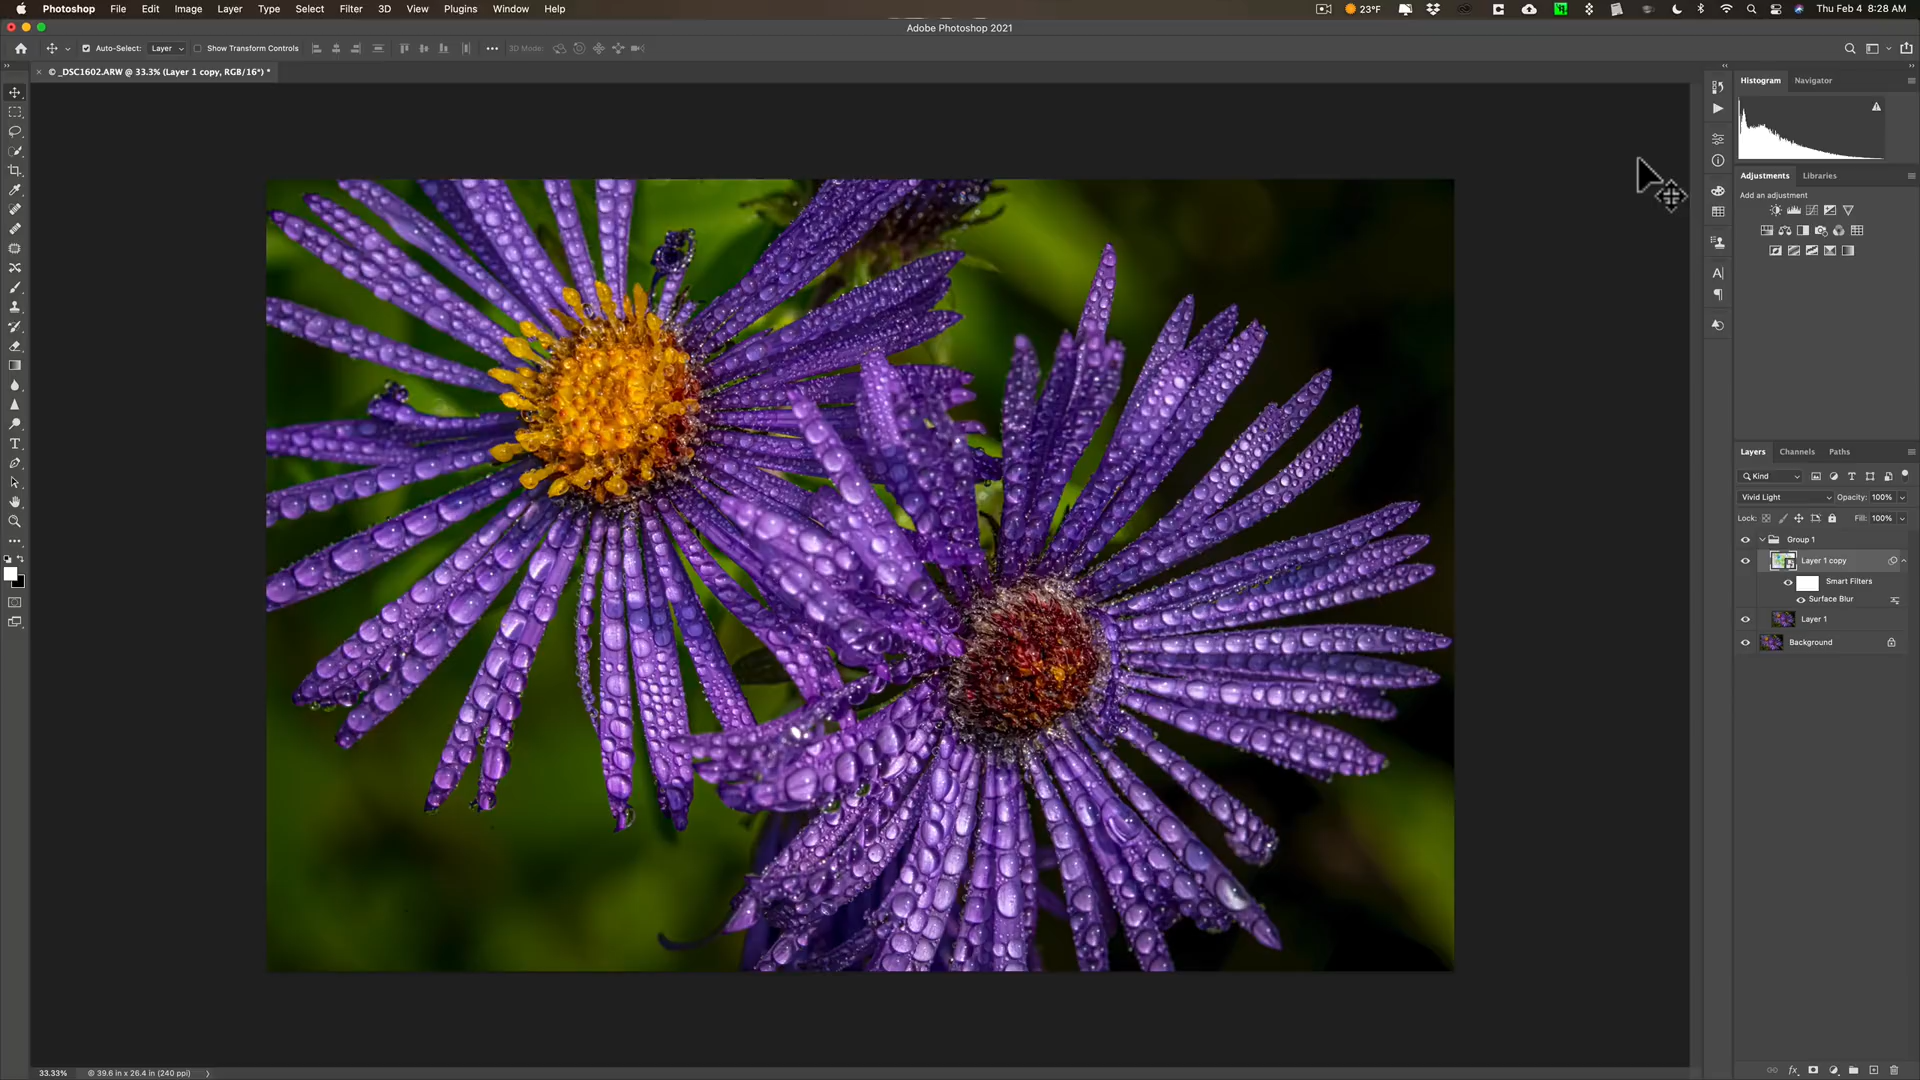 Photoshop File Edit Image Layer Type Select Filter 3D View Plugins Window Help 23°F Thu Feb 4 8:28 AM
Adobe Photoshop 2021
Auto-Select: Layer Show Transform Controls 3D Mode:
© _DSC1602.ARW @ 33.3% (Layer 1 copy, RGB/16*) *
Histogram Navigator
Adjustments Libraries
Add an adjustment
Layers Channels Paths
Kind
Vivid Light Opacity: 100%
Lock: Fill: 100%
Group 1
Layer 1 copy
Smart Filters
Surface Blur
Layer 1
Background
33.33% 39.6 in x 26.4 in (240 ppi)